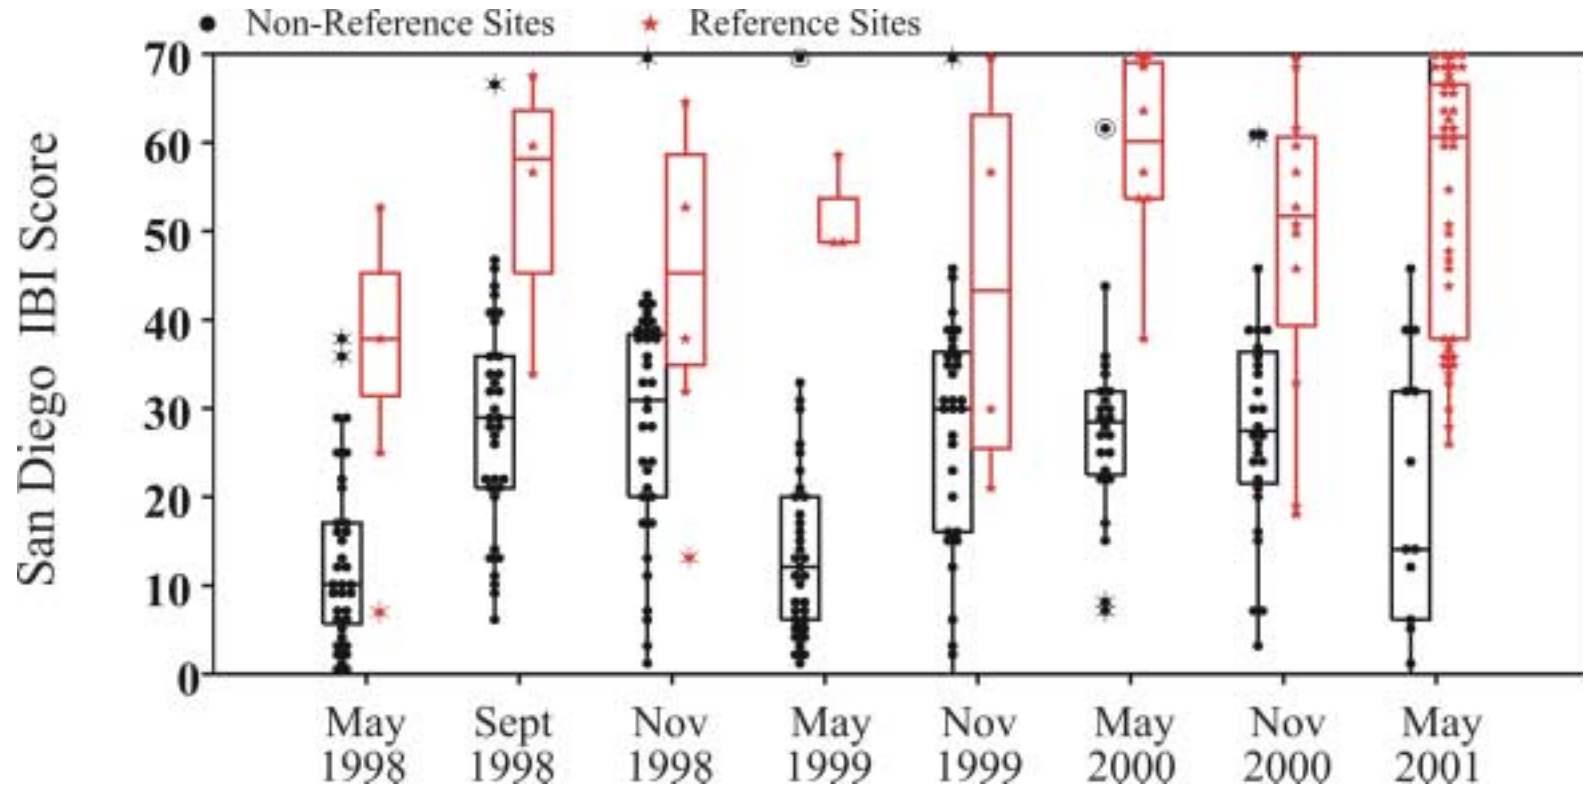 Non-Reference Sites
Reference Sites
San Diego IBI Score
70
60
50
40
30
20
10
0
May
1998
Sept
1998
Nov
1998
May
1999
Nov
1999
May
2000
Nov
2000
May
2001